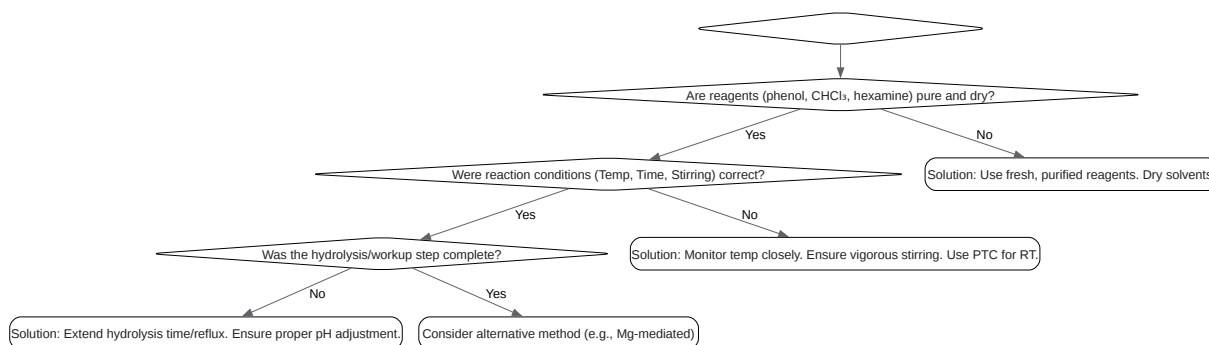 Are reagents (phenol, CHCl₃, hexamine) pure and dry?
Yes
No
Were reaction conditions (Temp, Time, Stirring) correct?
Solution: Use fresh, purified reagents. Dry solvents
Yes
No
Was the hydrolysis/workup step complete?
Solution: Monitor temp closely. Ensure vigorous stirring. Use PTC for RT.
No
Yes
Solution: Extend hydrolysis time/reflux. Ensure proper pH adjustment.
Consider alternative method (e.g., Mg-mediated)